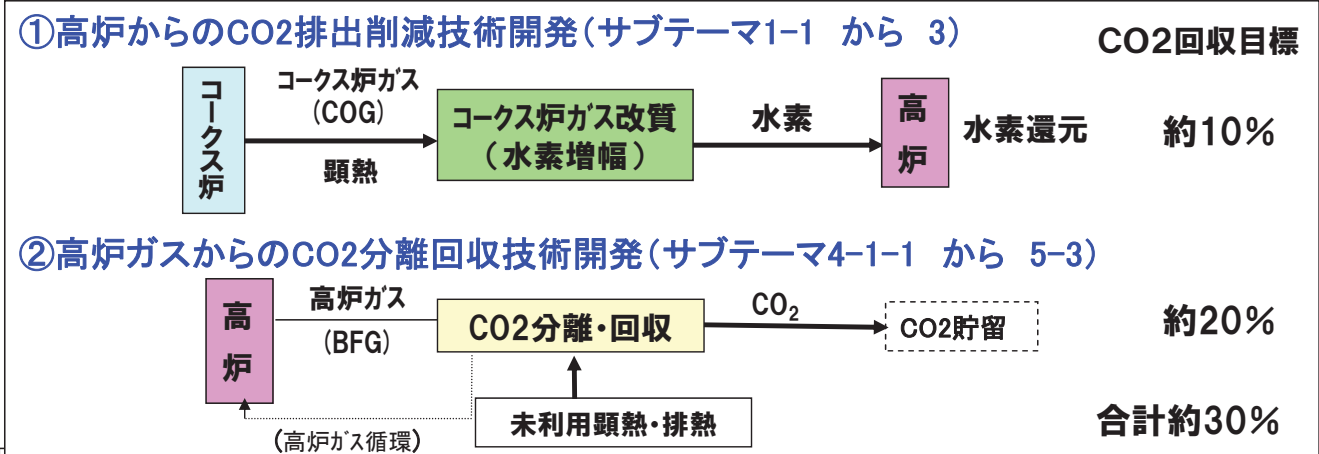 ①高炉からのCO2排出削減技術開発(サブテーマ1-1 から 3)
CO2回収目標
コークス炉
コークス炉ガス
(COG)
顕熱
コークス炉ガス改質
(水素増幅)
水素
高炉
水素還元
約10%
②高炉ガスからのCO2分離回収技術開発(サブテーマ4-1-1 から 5-3)
高炉
高炉ガス
(BFG)
CO2分離・回収
CO₂
CO2貯留
約20%
未利用顕熱・排熱
(高炉ガス循環)
合計約30%